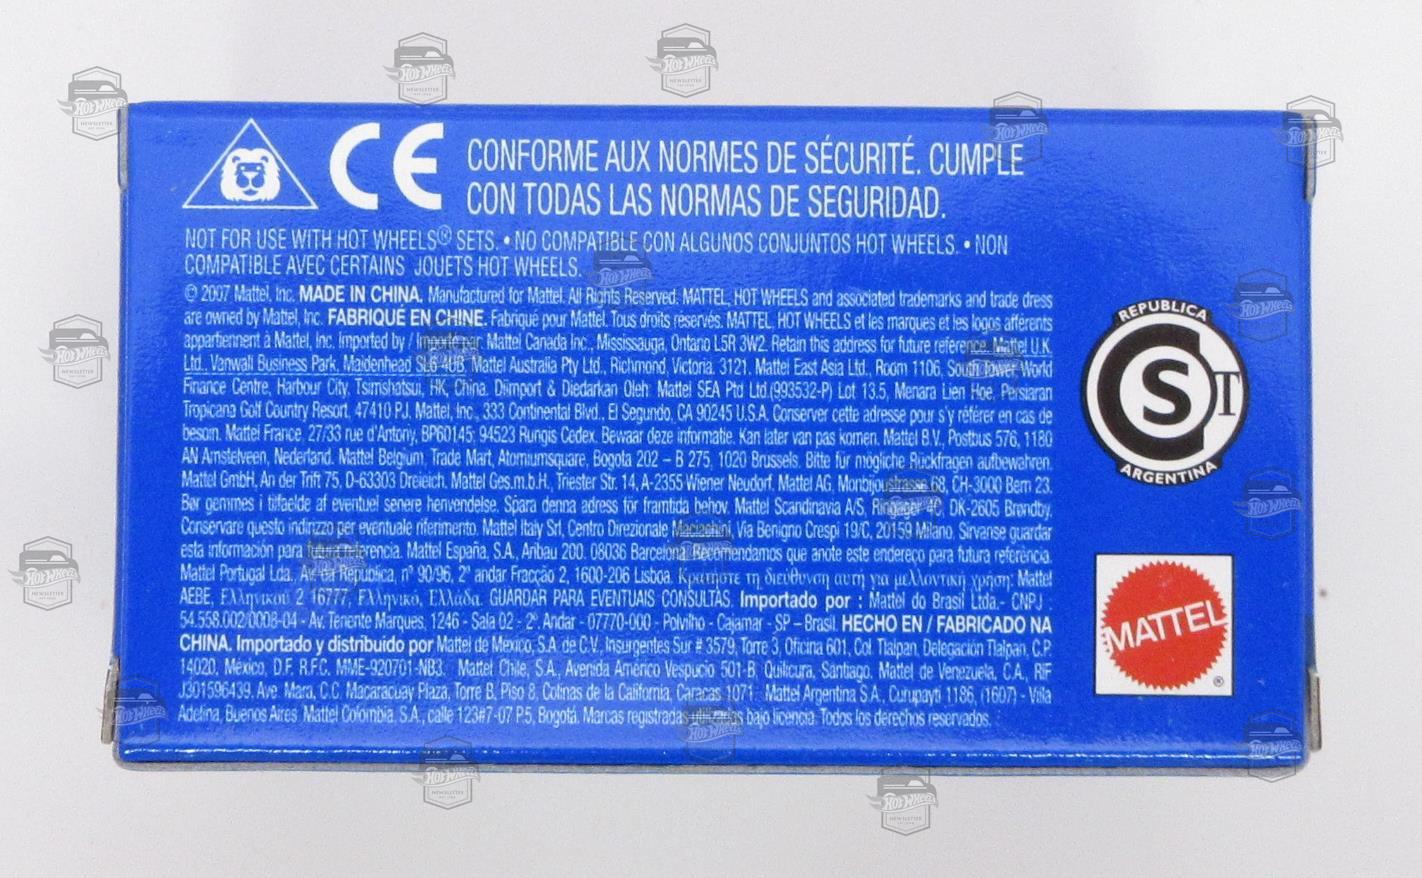 CE CONFORME AUX NORMES DE SÉCURITÉ. CUMPLE
CON TODAS LAS NORMAS DE SEGURIDAD.
NOT FOR USE WITH HOT WHEELS® SETS. • NO COMPATIBLE CON ALGUNOS CONJUNTOS HOT WHEELS. • NON
COMPATIBLE AVEC CERTAINS JOUETS HOT WHEELS.
© 2007 Mattel, Inc. MADE IN CHINA. Manufactured for Mattel. All Rights Reserved. MATTEL, HOT WHEELS and associated trademarks and trade dress
are owned by Mattel, Inc. FABRIQUÉ EN CHINE. Fabriqué pour Mattel. Tous droits réservés. MATTEL, HOT WHEELS et les marques et les logos afférents
appartiennent à Mattel, Inc. Imported by / Importé par: Mattel Canada Inc., Mississauga, Ontario L5R 3W2. Retain this address for future reference. Mattel U.K.
Ltd., Vanwall Business Park, Maidenhead SL6 4UB. Mattel Australia Pty Ltd., Richmond, Victoria. 3121. Mattel East Asia Ltd., Room 1106, South Tower World
Finance Centre, Harbour City, Tsimshatsui, HK, China. Diimport & Diedarkan Oleh: Mattel SEA Ptd Ltd.(993532-P) Lot 13.5, Menara Lien Hoe, Persiaran
Tropicana Golf Country Resort, 47410 PJ. Mattel, Inc., 333 Continental Blvd., El Segundo, CA 90245 U.S.A. Conserver cette adresse pour s'y référer en cas de
besoin. Mattel France, 27/33 rue d'Antony, BP60145, 94523 Rungis Cedex. Bewaar deze informatie. Kan later van pas komen. Mattel B.V., Postbus 576, 1180
AN Amstelveen, Nederland. Mattel Belgium, Trade Mart, Atomiumsquare, Bogota 202 – B 275, 1020 Brussels. Bitte für mögliche Rückfragen aufbewahren.
Mattel GmbH, An der Trift 75, D-63303 Dreieich. Mattel Ges.m.b.H., Triester Str. 14, A-2355 Wiener Neudorf. Mattel AG, Monbijoustrasse 68, CH-3000 Bern 23.
Bør gemmes i tilfælde af eventuel senere henvendelse. Spara denna adress för framtida behov. Mattel Scandinavia A/S, Ringager 4C, DK-2605 Brøndby.
Conservare questo indirizzo per eventuale riferimento. Mattel Italy Srl, Centro Direzionale Maciachini, Via Benigno Crespi 19/C, 20159 Milano. Sírvanse guardar
esta información para futura referencia. Mattel España, S.A., Aribau 200. 08036 Barcelona. Recomendamos que anote este endereço para futura referência.
Mattel Portugal Lda., Av. da República, nº 90/96, 2º andar Fracção 2, 1600-206 Lisboa. Κρατήστε τη διεύθυνση αυτή για μελλοντική χρήση. Mattel
AEBE, Ελληνικού 2 16777, Ελληνικό, Ελλάδα. GUARDAR PARA EVENTUAIS CONSULTAS. Importado por : Mattel do Brasil Ltda.- CNPJ :
54.558.002/0008-04 - Av. Tenente Marques, 1246 - Sala 02 - 2º. Andar - 07770-000 - Polvilho - Cajamar - SP – Brasil. HECHO EN / FABRICADO NA
CHINA. Importado y distribuido por Mattel de México, S.A. de C.V., Insurgentes Sur # 3579, Torre 3, Oficina 601, Col. Tlalpan, Delegación Tlalpan, C.P.
14020, México, D.F. R.F.C. MME-920701-NB3. Mattel Chile, S.A., Avenida Américo Vespucio 501-B, Quilicura, Santiago. Mattel de Venezuela, C.A., RIF
J301596439, Ave. Mara, C.C. Macaracuay Plaza, Torre B, Piso 8, Colinas de la California, Caracas 1071. Mattel Argentina S.A., Curupayti 1186, (1607) - Villa
Adelina, Buenos Aires. Mattel Colombia, S.A., calle 123#7-07 P.5, Bogotá. Marcas registradas utilizadas bajo licencia. Todos los derechos reservados.
REPUBLICA
S T
ARGENTINA
MATTEL®